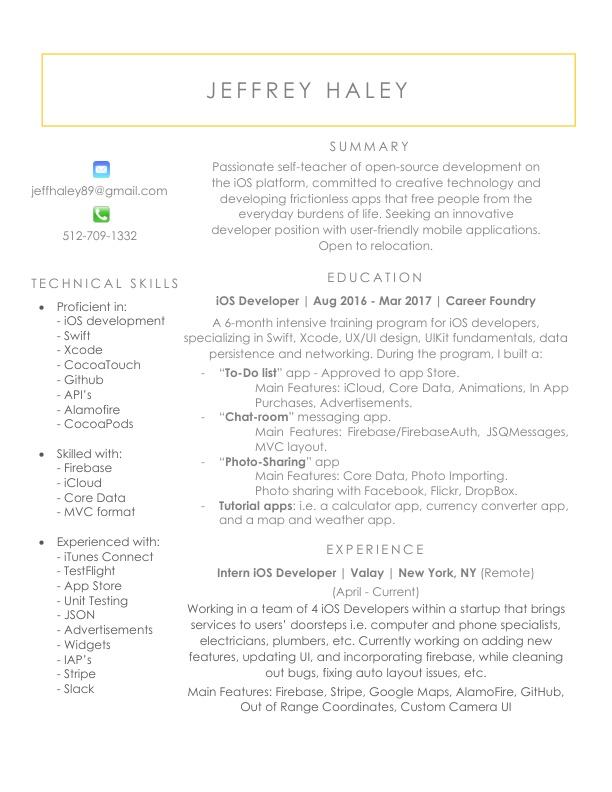 JEFFREY HALEY
jeffhaley89@gmail.com
512-709-1332
TECHNICAL SKILLS
• Proficient in:
- iOS development
- Swift
- Xcode
- CocoaTouch
- Github
- API's
- Alamofire
- CocoaPods
• Skilled with:
- Firebase
- iCloud
- Core Data
- MVC format
• Experienced with:
- iTunes Connect
- TestFlight
- App Store
- Unit Testing
- JSON
- Advertisements
- Widgets
- IAP's
- Stripe
- Slack
SUMMARY
Passionate self-teacher of open-source development on
the iOS platform, committed to creative technology and
developing frictionless apps that free people from the
everyday burdens of life. Seeking an innovative
developer position with user-friendly mobile applications.
Open to relocation.
EDUCATION
iOS Developer | Aug 2016 - Mar 2017 | Career Foundry
A 6-month intensive training program for iOS developers,
specializing in Swift, Xcode, UX/UI design, UIKit fundamentals, data
persistence and networking. During the program, I built a:
- “To-Do list” app - Approved to app Store.
Main Features: iCloud, Core Data, Animations, In App
Purchases, Advertisements.
- “Chat-room” messaging app.
Main Features: Firebase/FirebaseAuth, JSQMessages,
MVC layout.
- “Photo-Sharing” app
Main Features: Core Data, Photo Importing.
Photo sharing with Facebook, Flickr, DropBox.
- Tutorial apps: i.e. a calculator app, currency converter app,
and a map and weather app.
EXPERIENCE
Intern iOS Developer | Valay | New York, NY (Remote)
(April - Current)
Working in a team of 4 iOS Developers within a startup that brings
services to users' doorsteps i.e. computer and phone specialists,
electricians, plumbers, etc. Currently working on adding new
features, updating UI, and incorporating firebase, while cleaning
out bugs, fixing auto layout issues, etc.
Main Features: Firebase, Stripe, Google Maps, AlamoFire, GitHub,
Out of Range Coordinates, Custom Camera UI